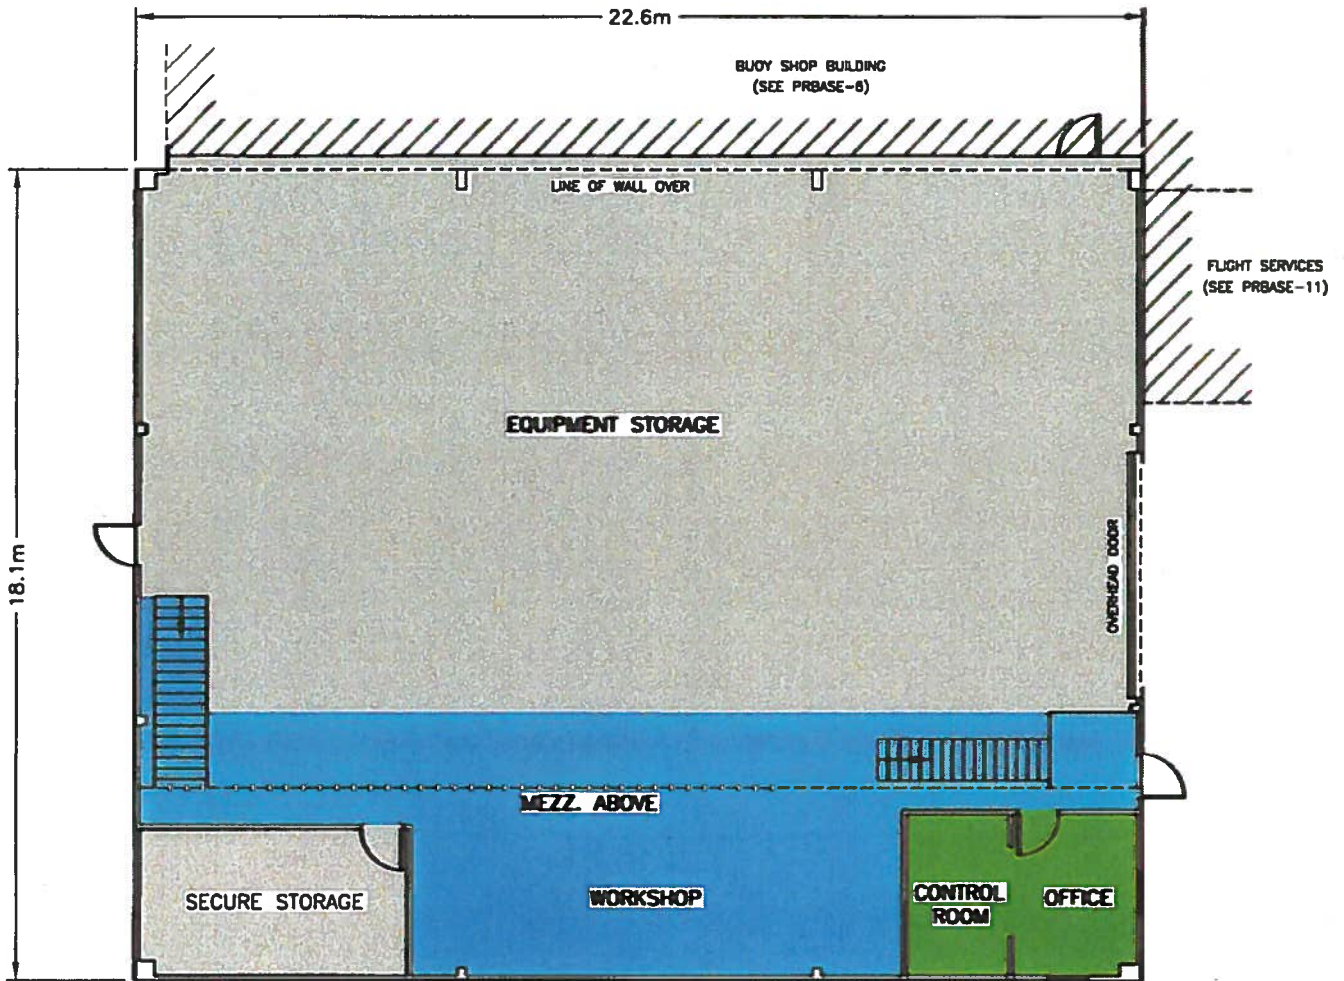 22.6m
BUOY SHOP BUILDING
(SEE PRBASE-6)
LINE OF WALL OVER
FLIGHT SERVICES
(SEE PRBASE-11)
EQUIPMENT STORAGE
OVERHEAD DOOR
18.1m
MEZZ. ABOVE
SECURE STORAGE
WORKSHOP
CONTROL
ROOM
OFFICE